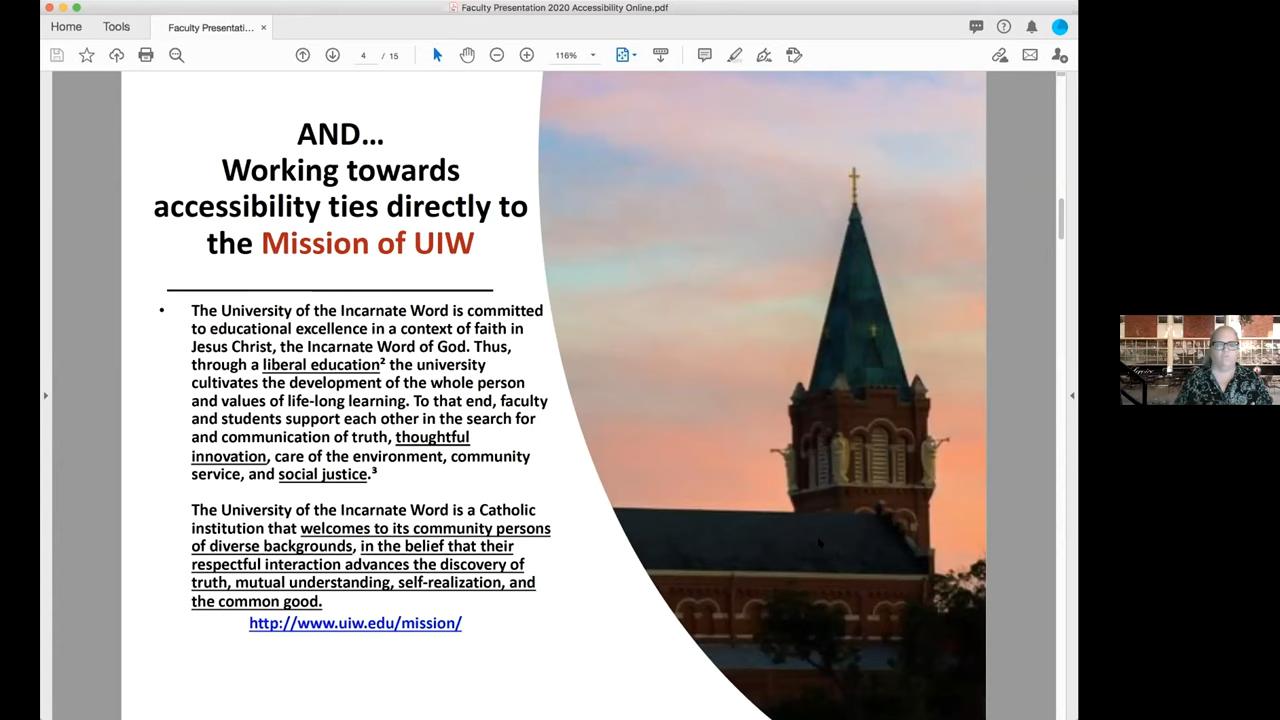 Faculty Presentation 2020 Accessibility Online.pdf
Home
Tools
Faculty Presentati...
×
4 / 15
116%
AND...
Working towards
accessibility ties directly to
the Mission of UIW
• The University of the Incarnate Word is committed
to educational excellence in a context of faith in
Jesus Christ, the Incarnate Word of God. Thus,
through a liberal education² the university
cultivates the development of the whole person
and values of life-long learning. To that end, faculty
and students support each other in the search for
and communication of truth, thoughtful
innovation, care of the environment, community
service, and social justice.³
The University of the Incarnate Word is a Catholic
institution that welcomes to its community persons
of diverse backgrounds, in the belief that their
respectful interaction advances the discovery of
truth, mutual understanding, self-realization, and
the common good.
http://www.uiw.edu/mission/